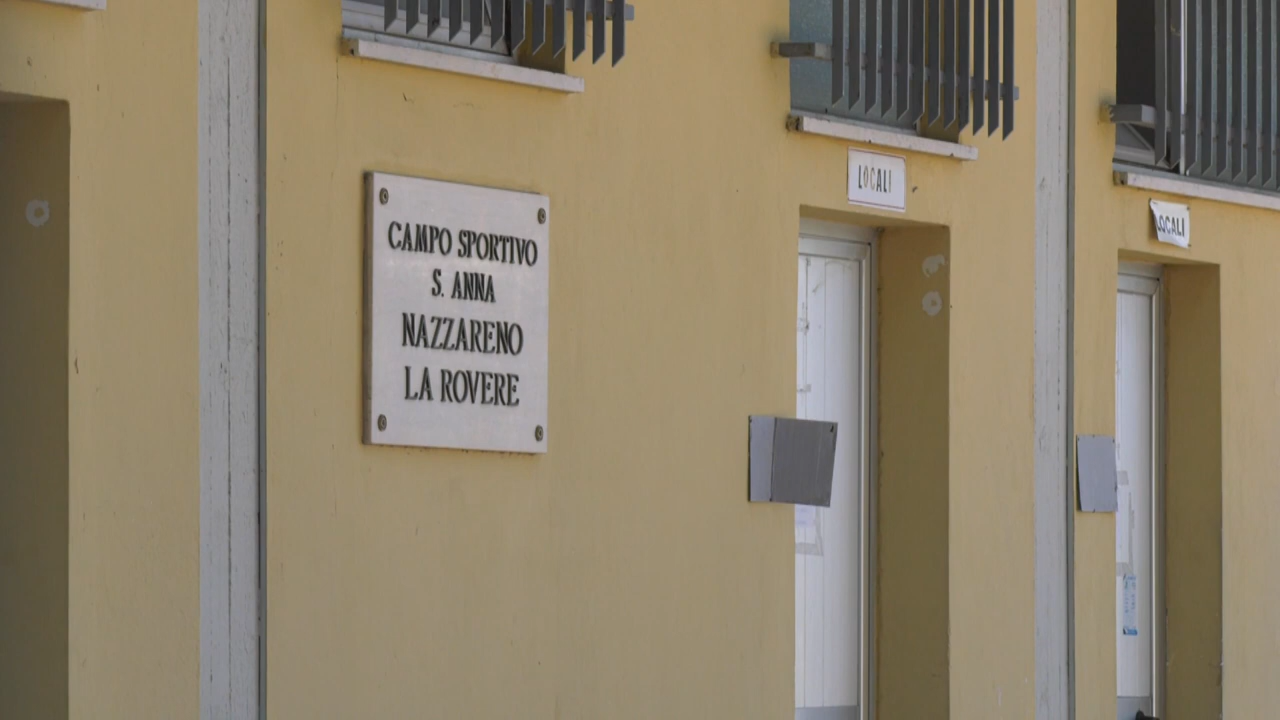 CAMPO SPORTIVO
S. ANNA
NAZZARENO
LA ROVERE
LOCALI
LOCALI